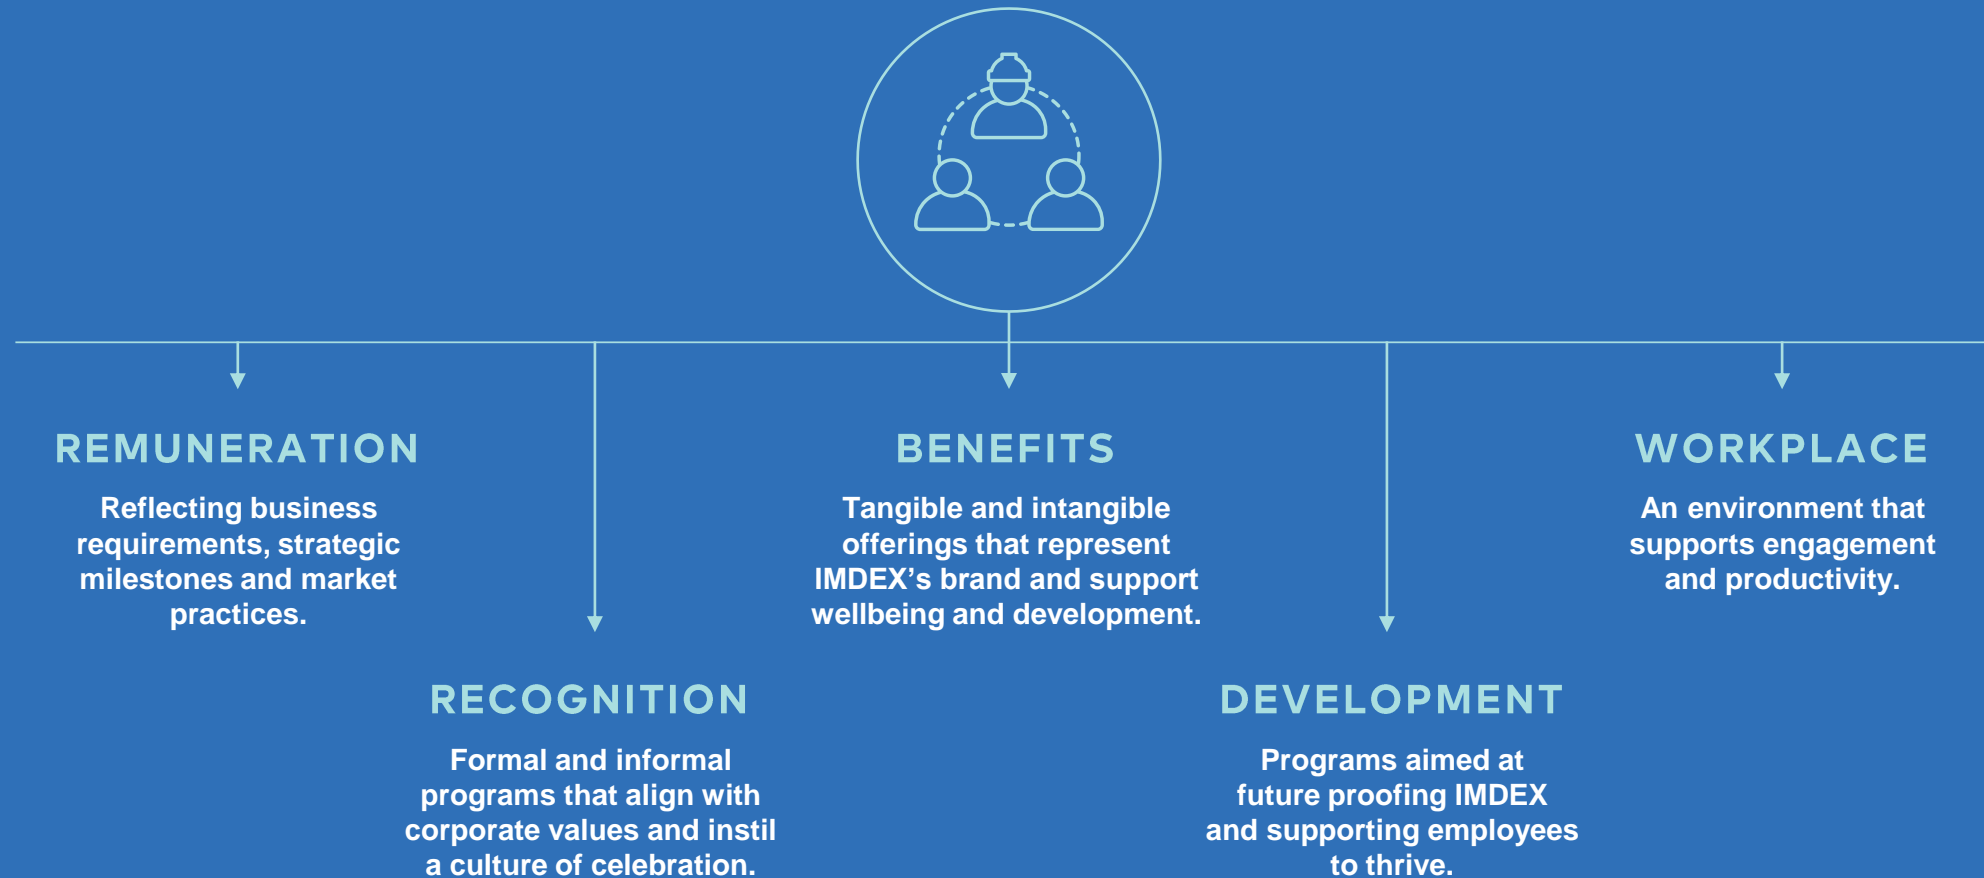 REMUNERATION
Reflecting business
requirements, strategic
milestones and market
practices.
RECOGNITION
Formal and informal
programs that align with
corporate values and instil
a culture of celebration.
BENEFITS
Tangible and intangible
offerings that represent
IMDEX’s brand and support
wellbeing and development.
DEVELOPMENT
Programs aimed at
future proofing IMDEX
and supporting employees
to thrive.
WORKPLACE
An environment that
supports engagement
and productivity.